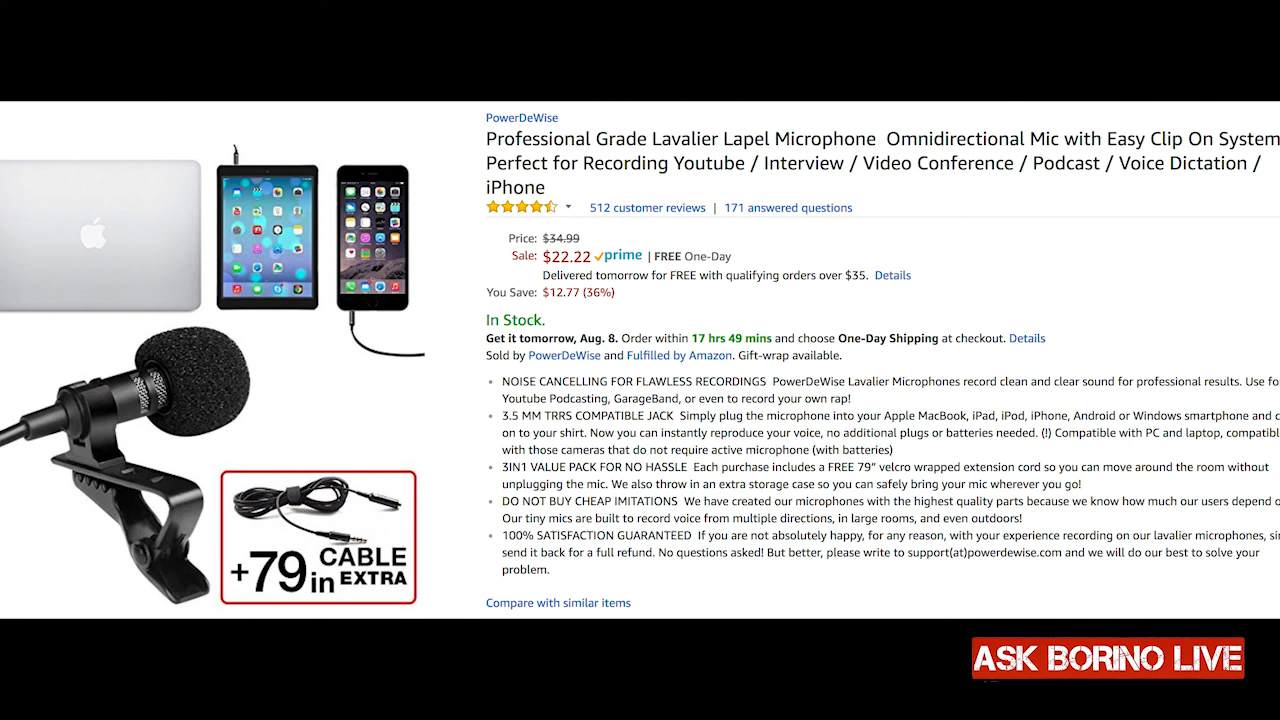 PowerDeWise
Professional Grade Lavalier Lapel Microphone Omnidirectional Mic with Easy Clip On System
Perfect for Recording Youtube / Interview / Video Conference / Podcast / Voice Dictation /
iPhone
512 customer reviews | 171 answered questions
Price: $34.99
Sale: $22.22 prime | FREE One-Day
Delivered tomorrow for FREE with qualifying orders over $35. Details
You Save: $12.77 (36%)
In Stock.
Get it tomorrow, Aug. 8. Order within 17 hrs 49 mins and choose One-Day Shipping at checkout. Details
Sold by PowerDeWise and Fulfilled by Amazon. Gift-wrap available.
NOISE CANCELLING FOR FLAWLESS RECORDINGS PowerDeWise Lavalier Microphones record clean and clear sound for professional results. Use fo
Youtube Podcasting, GarageBand, or even to record your own rap!
3.5 MM TRRS COMPATIBLE JACK Simply plug the microphone into your Apple MacBook, iPad, iPod, iPhone, Android or Windows smartphone and c
on to your shirt. Now you can instantly reproduce your voice, no additional plugs or batteries needed. (!) Compatible with PC and laptop, compatibl
with those cameras that do not require active microphone (with batteries)
3IN1 VALUE PACK FOR NO HASSLE Each purchase includes a FREE 79" velcro wrapped extension cord so you can move around the room without
unplugging the mic. We also throw in an extra storage case so you can safely bring your mic wherever you go!
DO NOT BUY CHEAP IMITATIONS We have created our microphones with the highest quality parts because we know how much our users depend o
Our tiny mics are built to record voice from multiple directions, in large rooms, and even outdoors!
100% SATISFACTION GUARANTEED If you are not absolutely happy, for any reason, with your experience recording on our lavalier microphones, si
send it back for a full refund. No questions asked! But better, please write to support(at)powerdewise.com and we will do our best to solve your
problem.
Compare with similar items
+79in CABLE
EXTRA
ASK BORINO LIVE